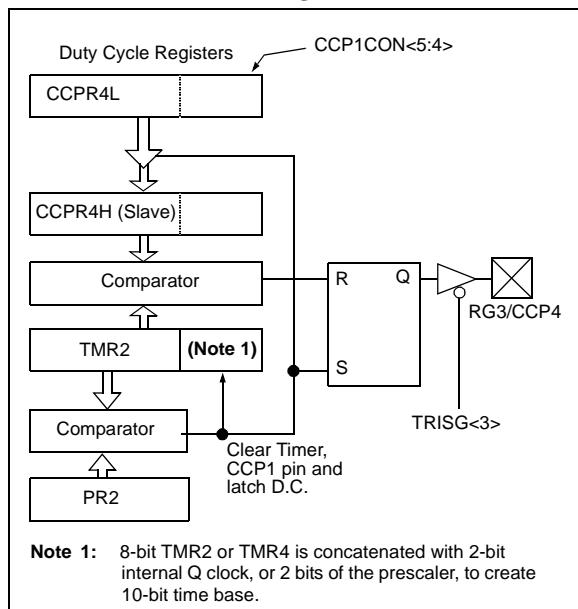 Duty Cycle Registers
CCP1CON<5:4>
CCPR4L
CCPR4H (Slave)
Comparator
R
Q
RG3/CCP4
TMR2
(Note 1)
S
TRISG<3>
Comparator
Clear Timer,
CCP1 pin and
latch D.C.
PR2
Note 1: 8-bit TMR2 or TMR4 is concatenated with 2-bit
internal Q clock, or 2 bits of the prescaler, to create
10-bit time base.